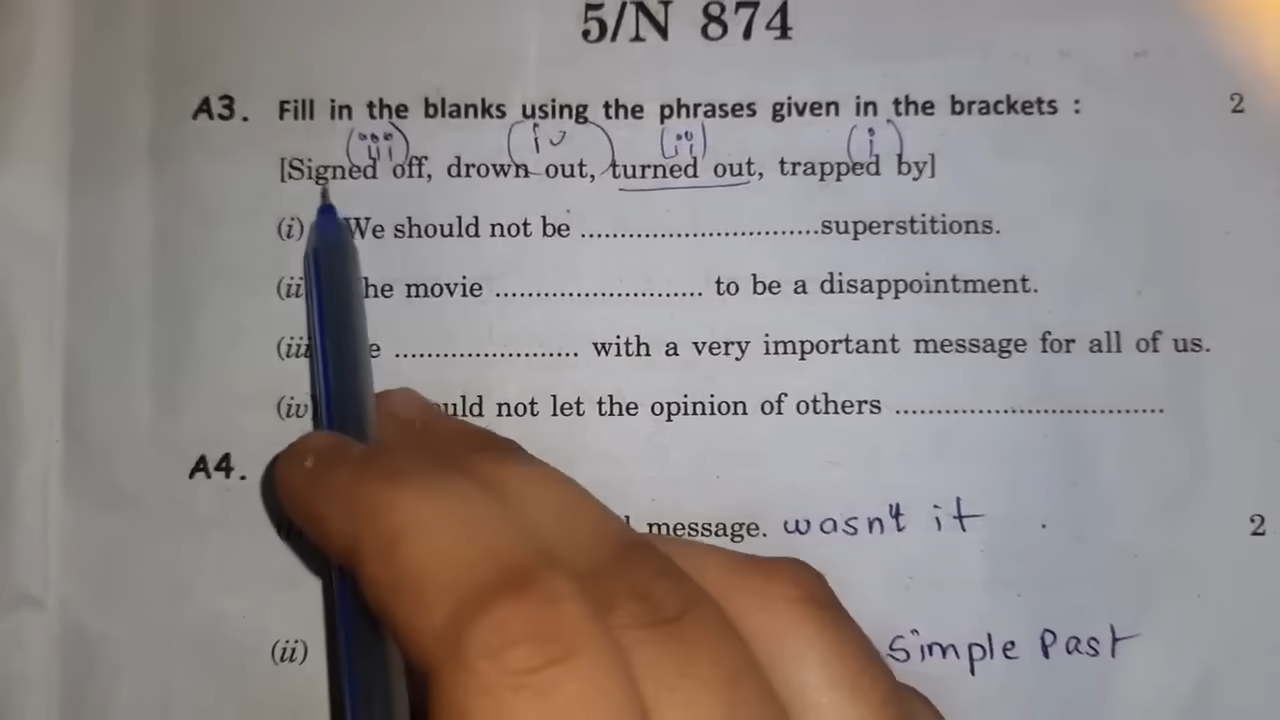 5/N 874
A3. Fill in the blanks using the phrases given in the brackets : 2
(iii) (iv) (ii) (i)
[Signed off, drown out, turned out, trapped by]
(i) We should not be .............................superstitions.
(ii he movie ......................... to be a disappointment.
(iii e ...................... with a very important message for all of us.
(iv) uld not let the opinion of others ................................
A4.
message. wasn't it . 2
(ii) Simple Past